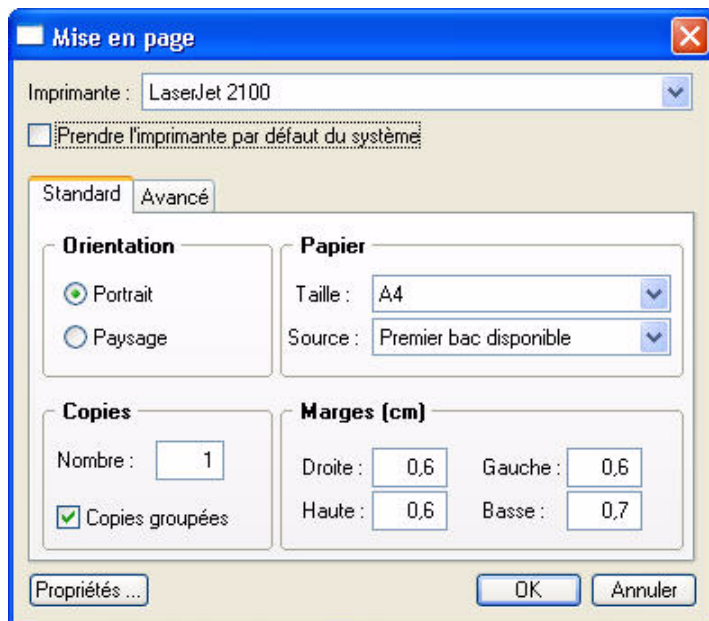 Mise en page
Imprimante : LaserJet 2100
Prendre l'imprimante par défaut du système
Standard Avancé
Orientation
Portrait
Paysage
Papier
Taille : A4
Source : Premier bac disponible
Copies
Nombre : 1
Copies groupées
Marges (cm)
Droite : 0,6 Gauche : 0,6
Haute : 0,6 Basse : 0,7
Propriétés ... OK Annuler